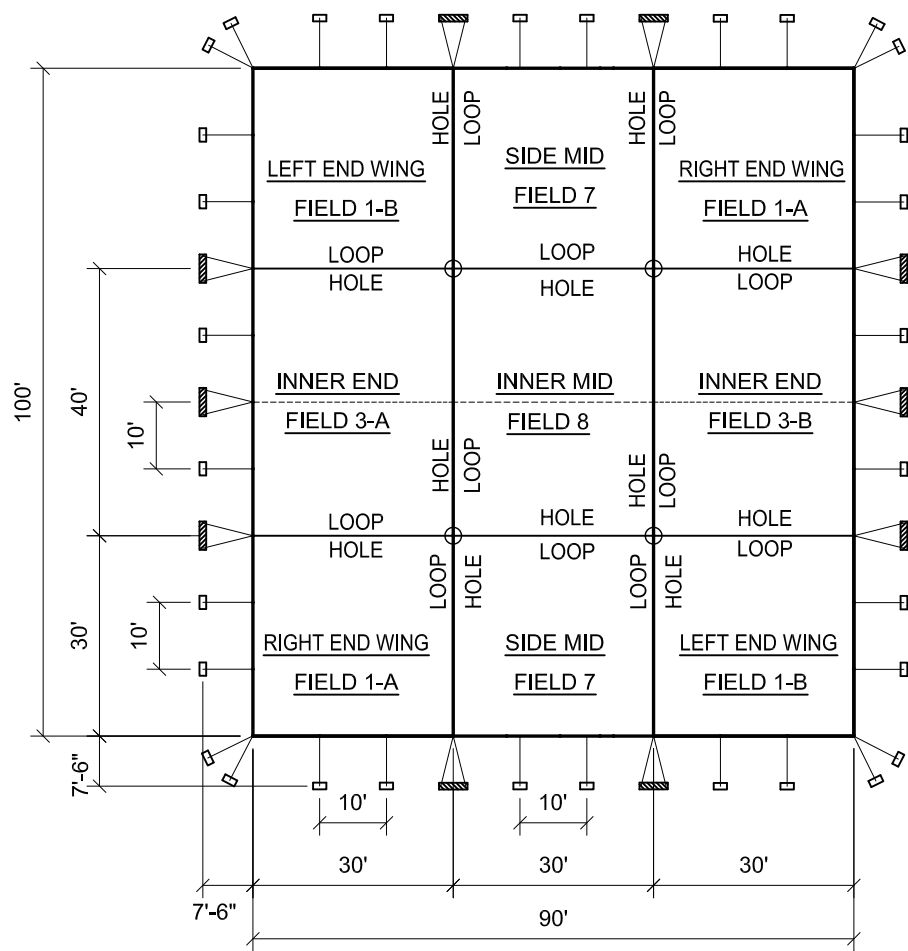 HOLE
LOOP
HOLE
LOOP
LEFT END WING
FIELD 1-B
SIDE MID
FIELD 7
RIGHT END WING
FIELD 1-A
LOOP
HOLE
LOOP
HOLE
HOLE
LOOP
100'
40'
10'
INNER END
FIELD 3-A
INNER MID
FIELD 8
INNER END
FIELD 3-B
HOLE
LOOP
HOLE
LOOP
LOOP
HOLE
HOLE
LOOP
HOLE
LOOP
LOOP
HOLE
LOOP
HOLE
30'
10'
RIGHT END WING
FIELD 1-A
SIDE MID
FIELD 7
LEFT END WING
FIELD 1-B
7'-6"
10'
10'
30'
30'
30'
7'-6"
90'